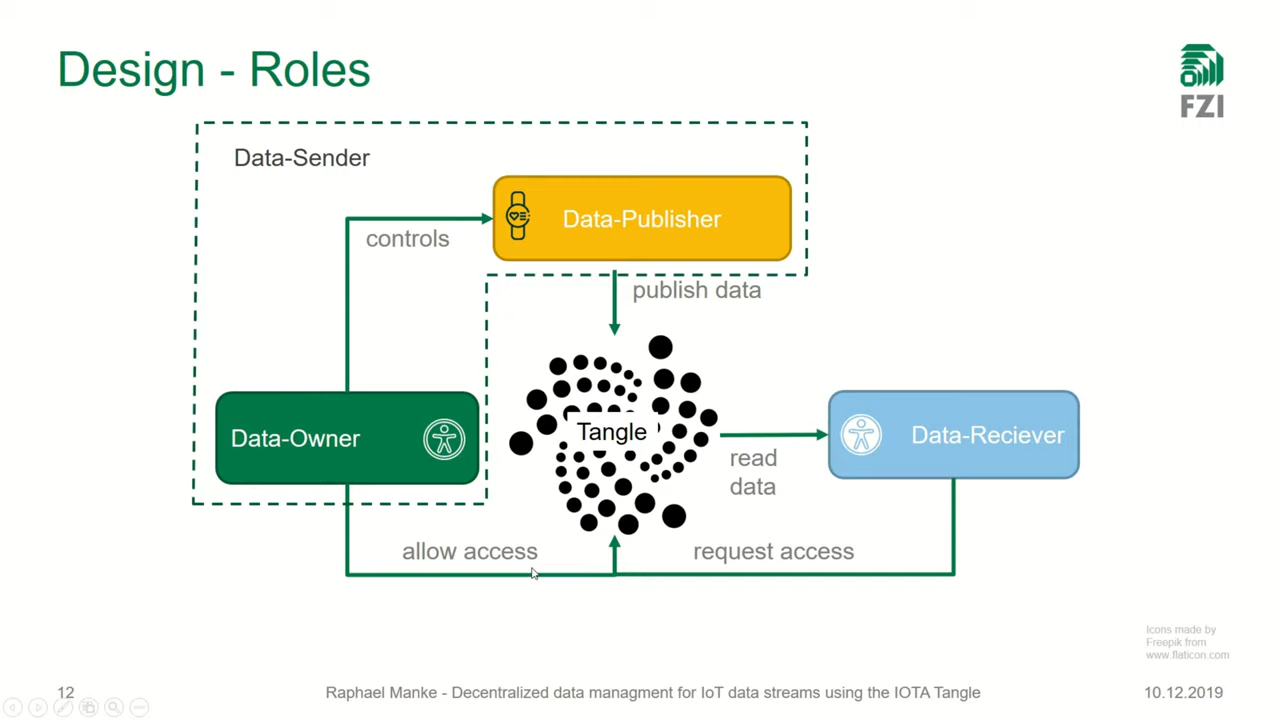 Design - Roles
FZI
Data-Sender
Data-Publisher
controls
publish data
Data-Owner
Tangle
Data-Reciever
read
data
allow access
request access
Icons made by
Freepik from
www.flaticon.com
12
Raphael Manke - Decentralized data managment for IoT data streams using the IOTA Tangle
10.12.2019